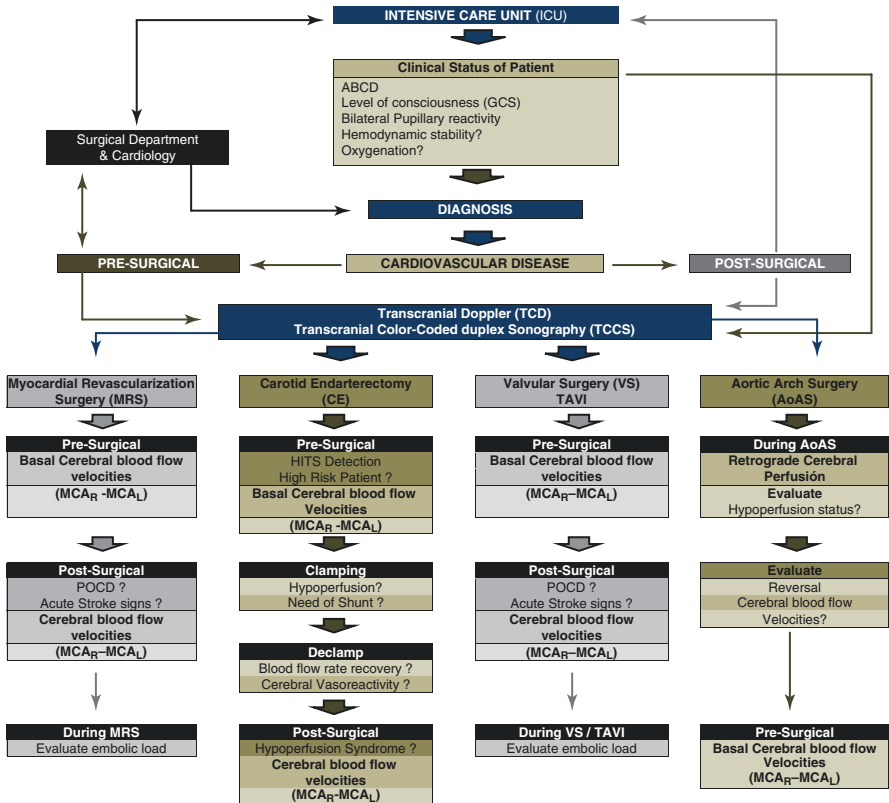 INTENSIVE CARE UNIT (ICU)
Clinical Status of Patient
ABCD
Level of consciousness (GCS)
Bilateral Pupillary reactivity
Hemodynamic stability?
Oxygenation?
Surgical Department
& Cardiology
DIAGNOSIS
PRE-SURGICAL
CARDIOVASCULAR DISEASE
POST-SURGICAL
Transcranial Doppler (TCD)
Transcranial Color-Coded duplex Sonography (TCCS)
Myocardial Revascularization
Surgery (MRS)
Pre-Surgical
Basal Cerebral blood flow
velocities
(MCAR -MCAL)
Post-Surgical
POCD ?
Acute Stroke signs ?
Cerebral blood flow
velocities
(MCAR–MCAL)
During MRS
Evaluate embolic load
Carotid Endarterectomy
(CE)
Pre-Surgical
HITS Detection
High Risk Patient ?
Basal Cerebral blood flow
Velocities
(MCAR -MCAL)
Clamping
Hypoperfusion?
Need of Shunt ?
Declamp
Blood flow rate recovery ?
Cerebral Vasoreactivity ?
Post-Surgical
Hypoperfusion Syndrome ?
Cerebral blood flow
velocities
(MCAR-MCAL)
Valvular Surgery (VS)
TAVI
Pre-Surgical
Basal Cerebral blood flow
velocities
(MCAR–MCAL)
Post-Surgical
POCD ?
Acute Stroke signs ?
Cerebral blood flow
velocities
(MCAR–MCAL)
During VS / TAVI
Evaluate embolic load
Aortic Arch Surgery
(AoAS)
During AoAS
Retrograde Cerebral
Perfusión
Evaluate
Hypoperfusion status?
Evaluate
Reversal
Cerebral blood flow
Velocities?
Pre-Surgical
Basal Cerebral blood flow
Velocities
(MCAR–MCAL)